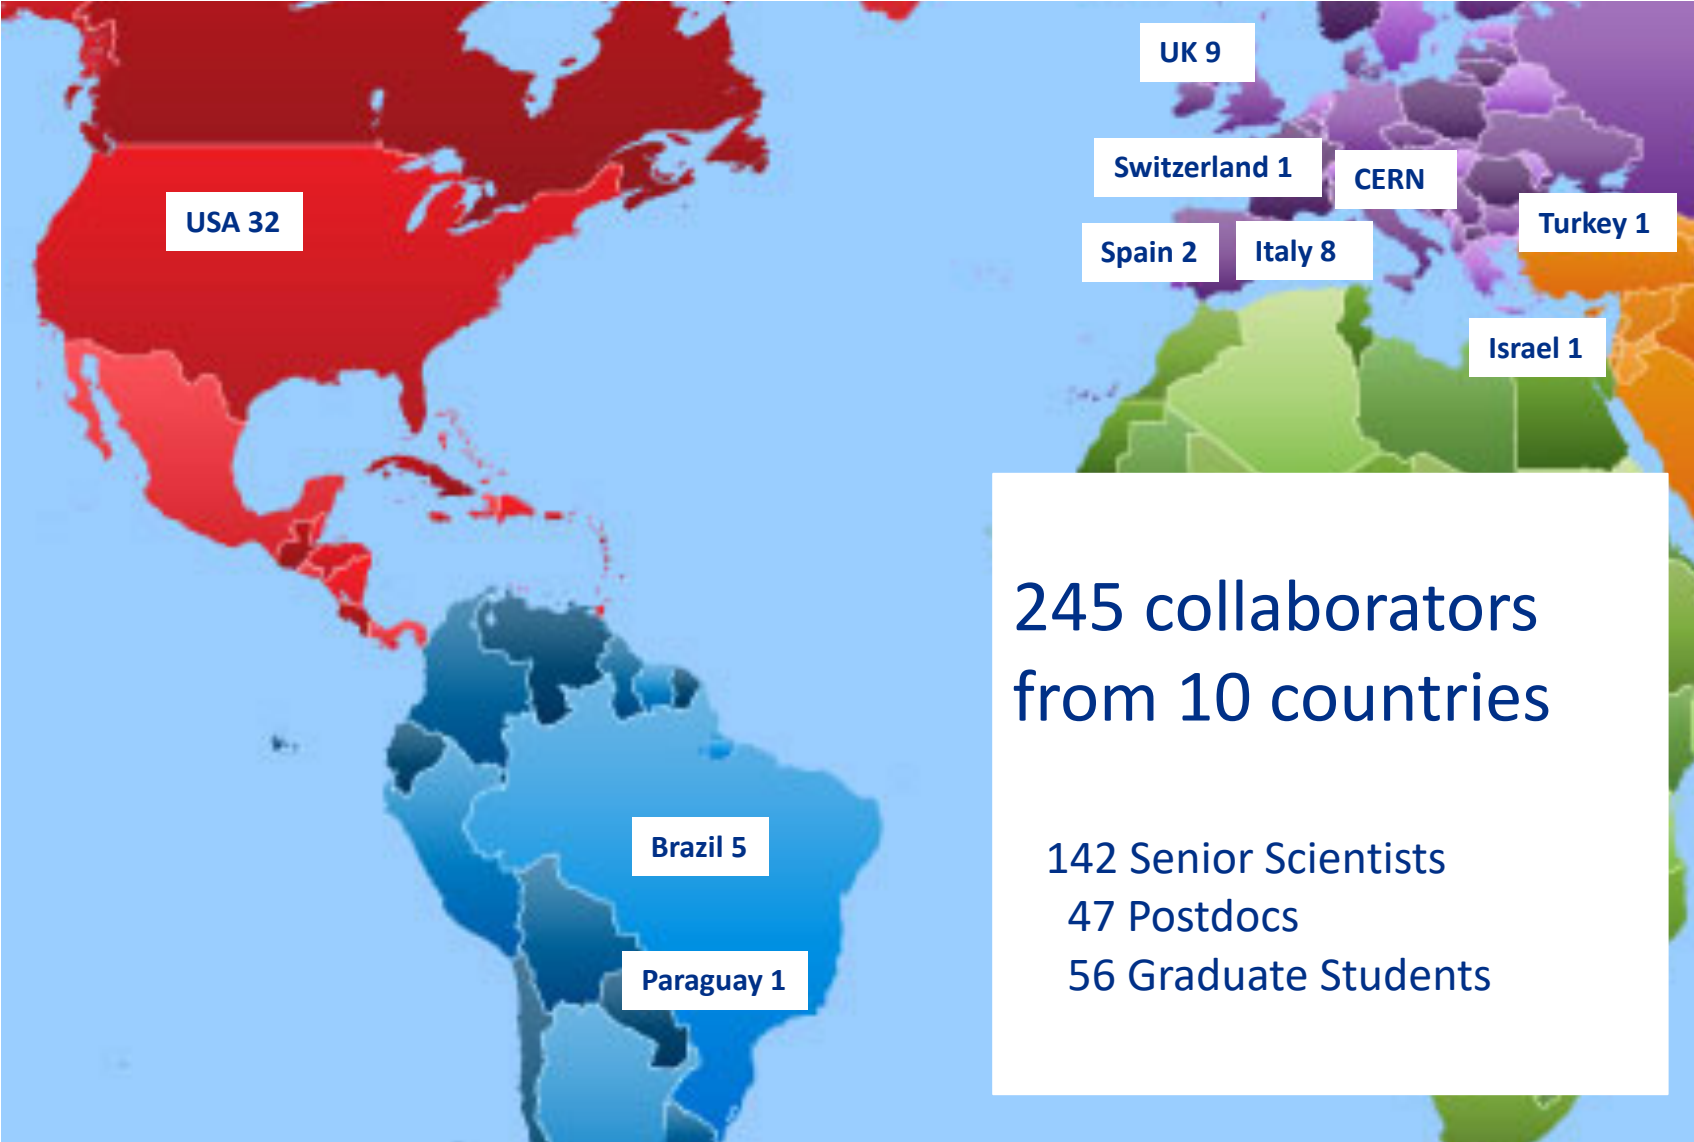 UK 9
Switzerland 1
CERN
USA 32
Turkey 1
Spain 2
Italy 8
Israel 1
245 collaborators
from 10 countries
142 Senior Scientists
47 Postdocs
56 Graduate Students
Brazil 5
Paraguay 1